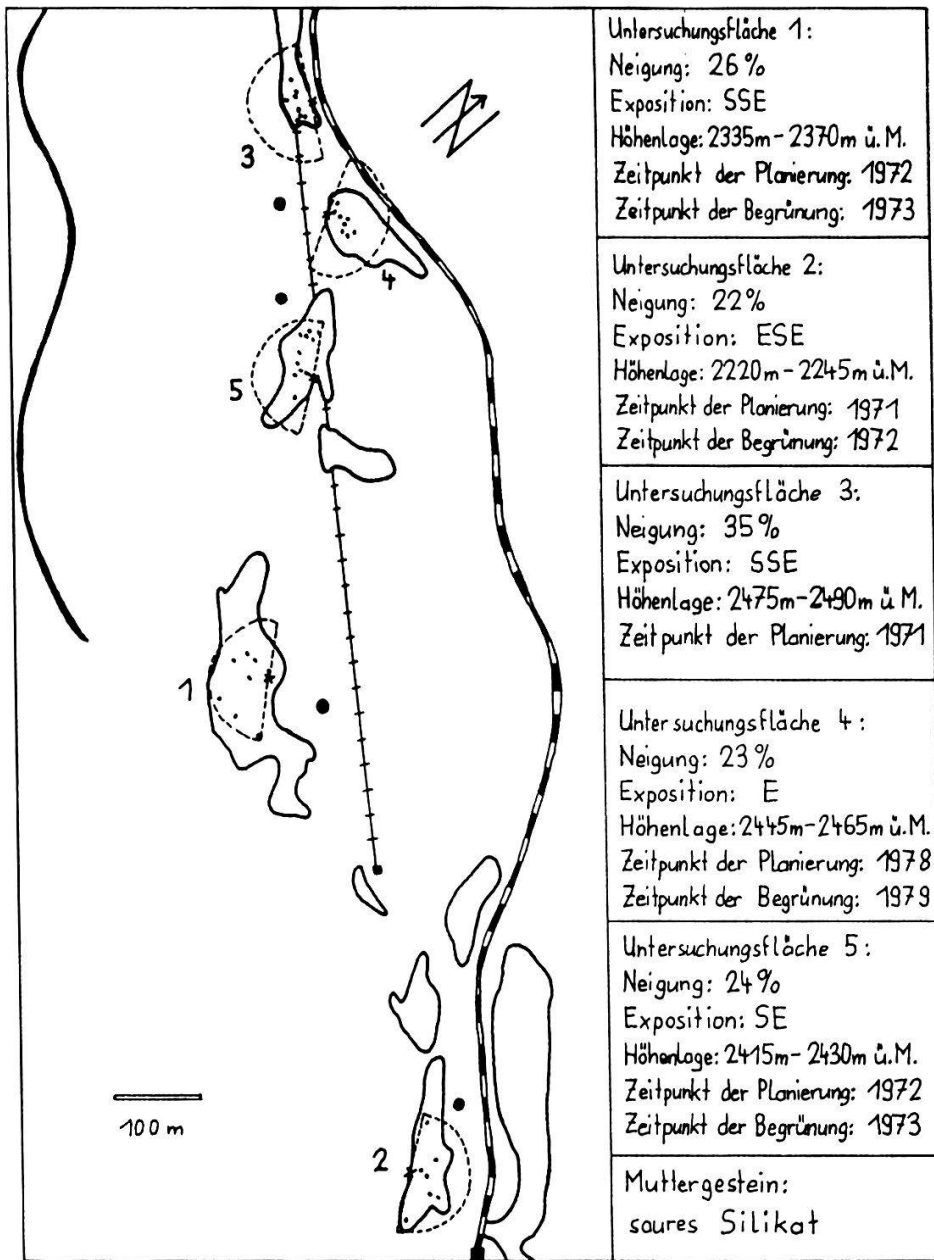 3
4
5
1
2
100 m
Untersuchungsfläche 1:
Neigung: 26%
Exposition: SSE
Höhenlage: 2335m-2370m ü.M.
Zeitpunkt der Planierung: 1972
Zeitpunkt der Begrünung: 1973
Untersuchungsfläche 2:
Neigung: 22%
Exposition: ESE
Höhenlage: 2220m-2245m ü.M.
Zeitpunkt der Planierung: 1971
Zeitpunkt der Begrünung: 1972
Untersuchungsfläche 3:
Neigung: 35%
Exposition: SSE
Höhenlage: 2475m-2490m ü M.
Zeitpunkt der Planierung: 1971
Untersuchungsfläche 4:
Neigung: 23%
Exposition: E
Höhenlage: 2445m-2465m ü.M.
Zeitpunkt der Planierung: 1978
Zeitpunkt der Begrünung: 1979
Untersuchungsfläche 5:
Neigung: 24%
Exposition: SE
Höhenlage: 2415m-2430m ü.M.
Zeitpunkt der Planierung: 1972
Zeitpunkt der Begrünung: 1973
Muttergestein:
saures Silikat